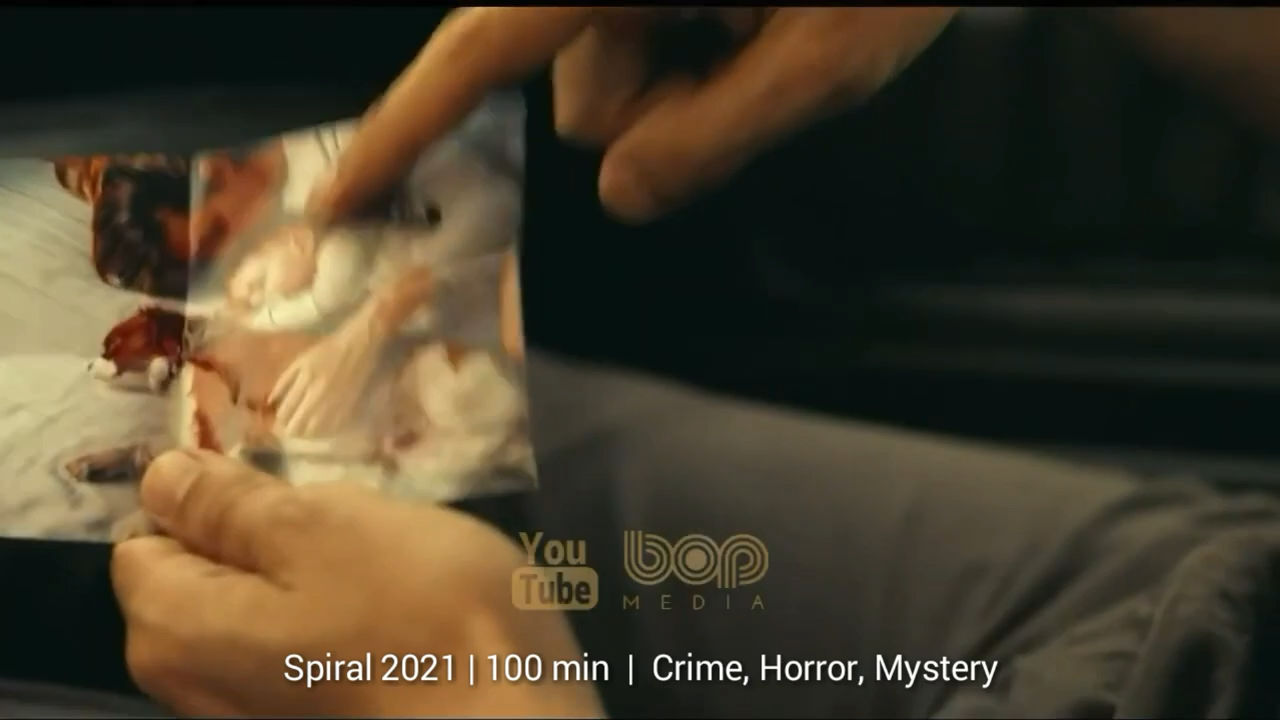 You
Tube
bop
MEDIA
Spiral 2021 | 100 min | Crime, Horror, Mystery